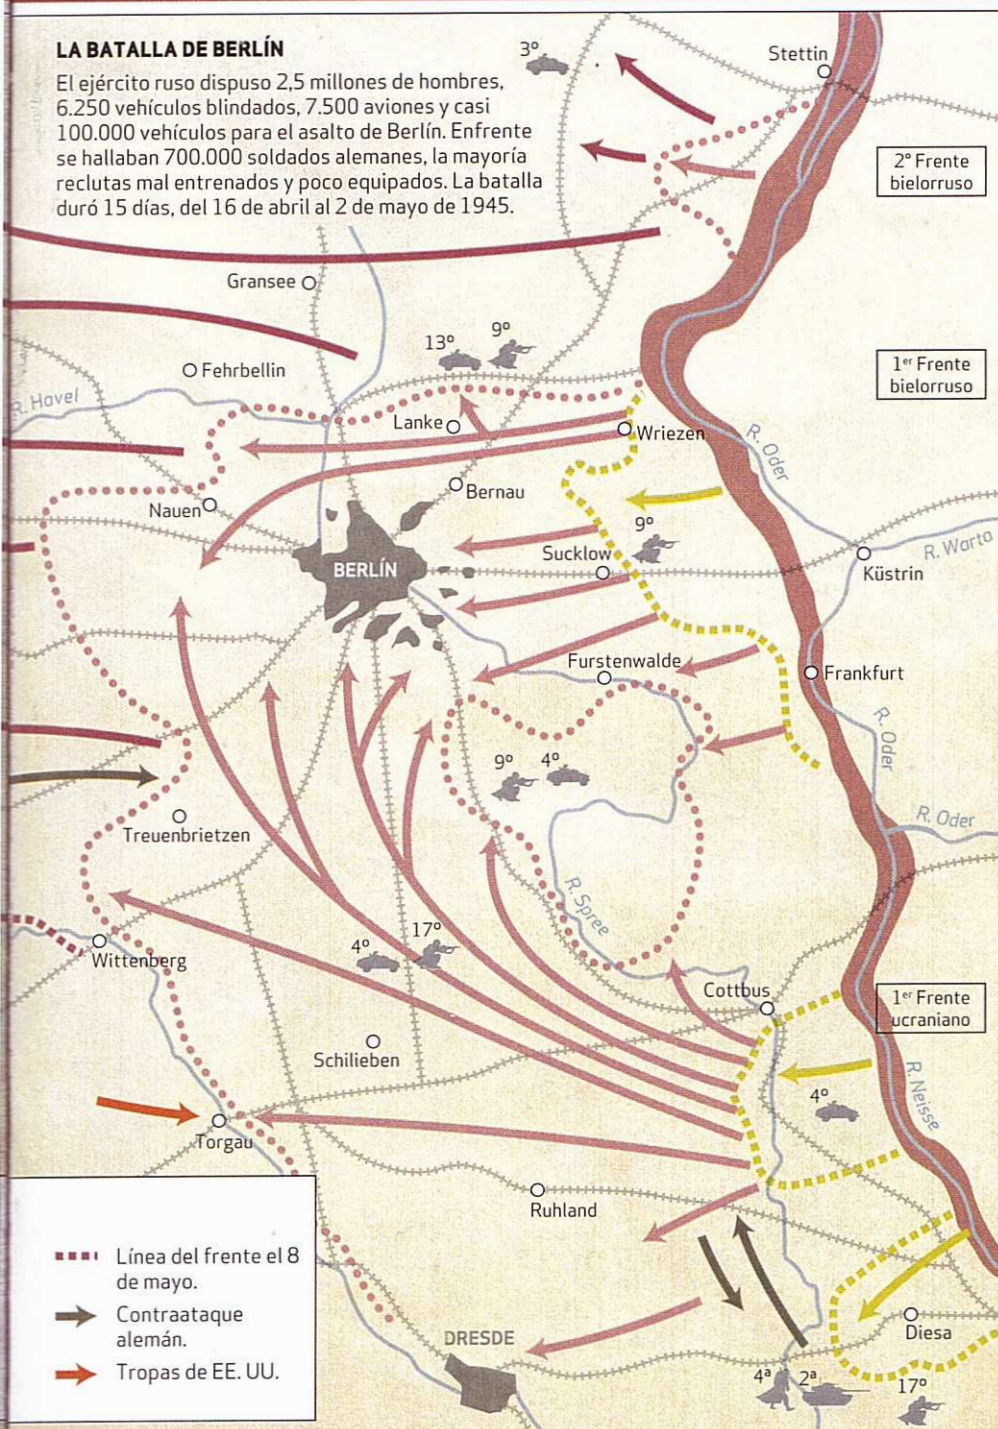 LA BATALLA DE BERLÍN
El ejército ruso dispuso 2,5 millones de hombres,
6.250 vehículos blindados, 7.500 aviones y casi
100.000 vehículos para el asalto de Berlín. Enfrente
se hallaban 700.000 soldados alemanes, la mayoría
reclutas mal entrenados y poco equipados. La batalla
duró 15 días, del 16 de abril al 2 de mayo de 1945.
3º
Stettin
2º Frente
bielorruso
Gransee
13º
9º
1er Frente
bielorruso
Fehrbellin
R. Havel
Lanke
Wriezen
R. Oder
Bernau
Nauen
9º
Sucklow
R. Warta
Küstrin
BERLÍN
Furstenwalde
Frankfurt
R. Oder
9º
4º
Treuenbrietzen
R. Oder
R. Spree
17º
4º
Wittenberg
Cottbus
1er Frente
ucraniano
Schilieben
R. Neisse
4º
Torgau
Ruhland
Línea del frente el 8
de mayo.
Contraataque
alemán.
Tropas de EE. UU.
DRESDE
Diesa
4ª
2ª
17º